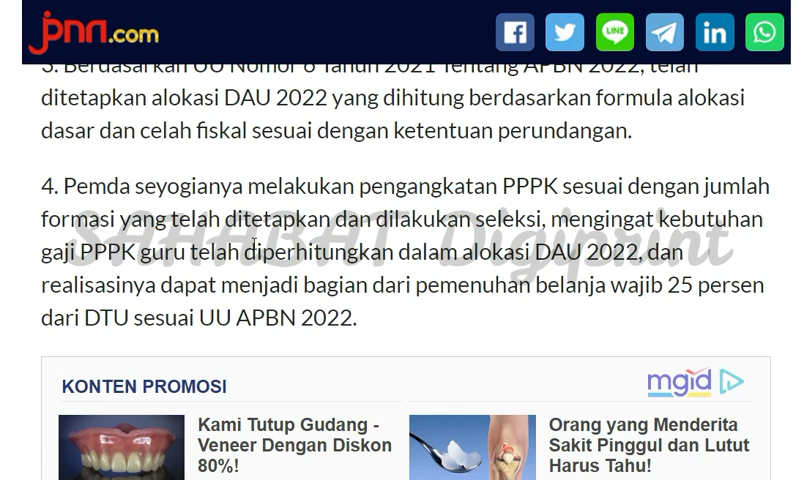 jpnn.com
3. Berdasarkan UU Nomor 6 Tahun 2021 Tentang APBN 2022, telah
ditetapkan alokasi DAU 2022 yang dihitung berdasarkan formula alokasi
dasar dan celah fiskal sesuai dengan ketentuan perundangan.
4. Pemda seyogianya melakukan pengangkatan PPPK sesuai dengan jumlah
formasi yang telah ditetapkan dan dilakukan seleksi, mengingat kebutuhan
SAHABAT Digiprint
gaji PPPK guru telah diperhitungkan dalam alokasi DAU 2022, dan
realisasinya dapat menjadi bagian dari pemenuhan belanja wajib 25 persen
dari DTU sesuai UU APBN 2022.
KONTEN PROMOSI
mgid
Kami Tutup Gudang -
Veneer Dengan Diskon
80%!
Orang yang Menderita
Sakit Pinggul dan Lutut
Harus Tahu!